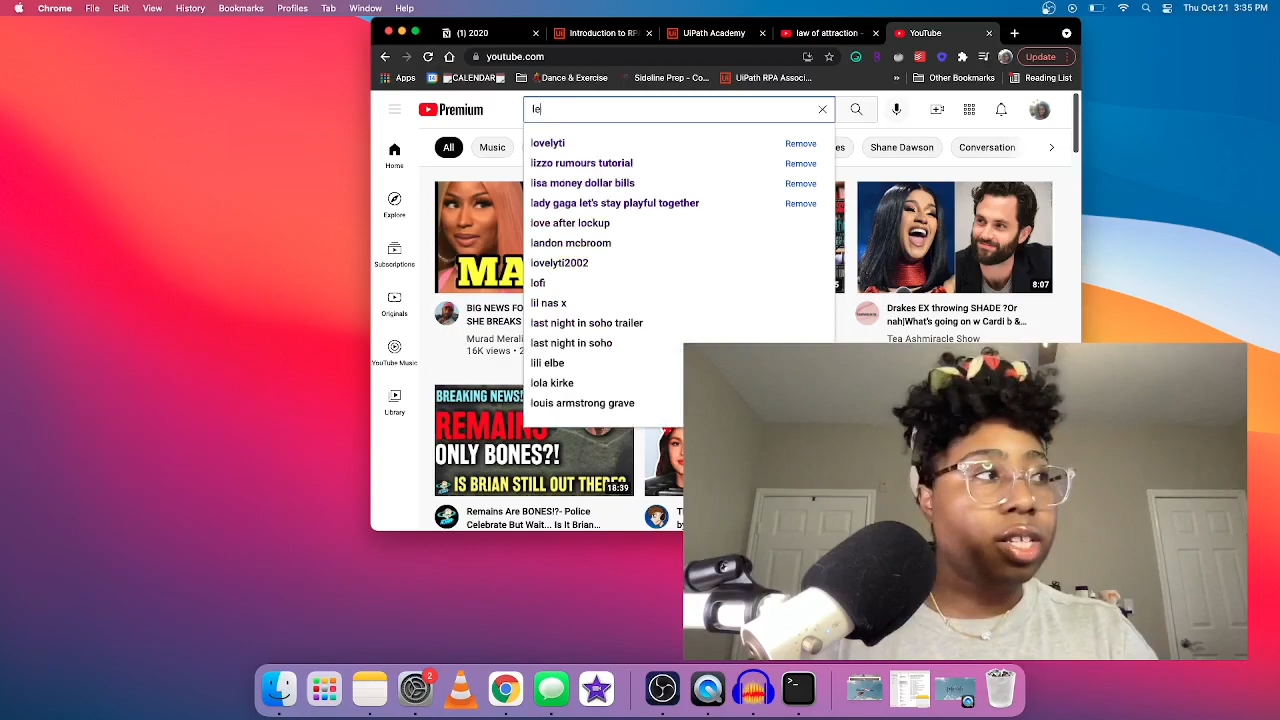 Chrome File Edit View History Bookmarks Profiles Tab Window Help Thu Oct 21 3:35 PM
(1) 2020 Introduction to RP law of attraction - UiPath Academy YouTube
youtube.com Update
Apps CALENDAR Dance & Exercise Sideline Prep - Co... UiPath RPA Associ... » Other Bookmarks Reading List
Premium
le
All Music Shane Dawson Conversation
Home
Explore
Subscriptions
Originals
YouTube Music
Library
lovelyti Remove
lizzo rumours tutorial Remove
lisa money dollar bills Remove
lady gaga let's stay playful together Remove
love after lockup
landon mcbroom
lovelyti2002
lofi
lil nas x
last night in soho trailer
last night in soho
lili elbe
lola kirke
louis armstrong grave
MA
BIG NEWS FO
SHE BREAKS
Murad Merali
16K views • 2
8:07
Drakes EX throwing SHADE ?Or
nah|What's going on w Cardi b &...
Tea Ashmiracle Show
BREAKING NEWS!
REMAINS
ONLY BONES?!
IS BRIAN STILL OUT THERE?
18:39
Remains Are BONES!?- Police
Celebrate But Wait... Is It Brian...
2